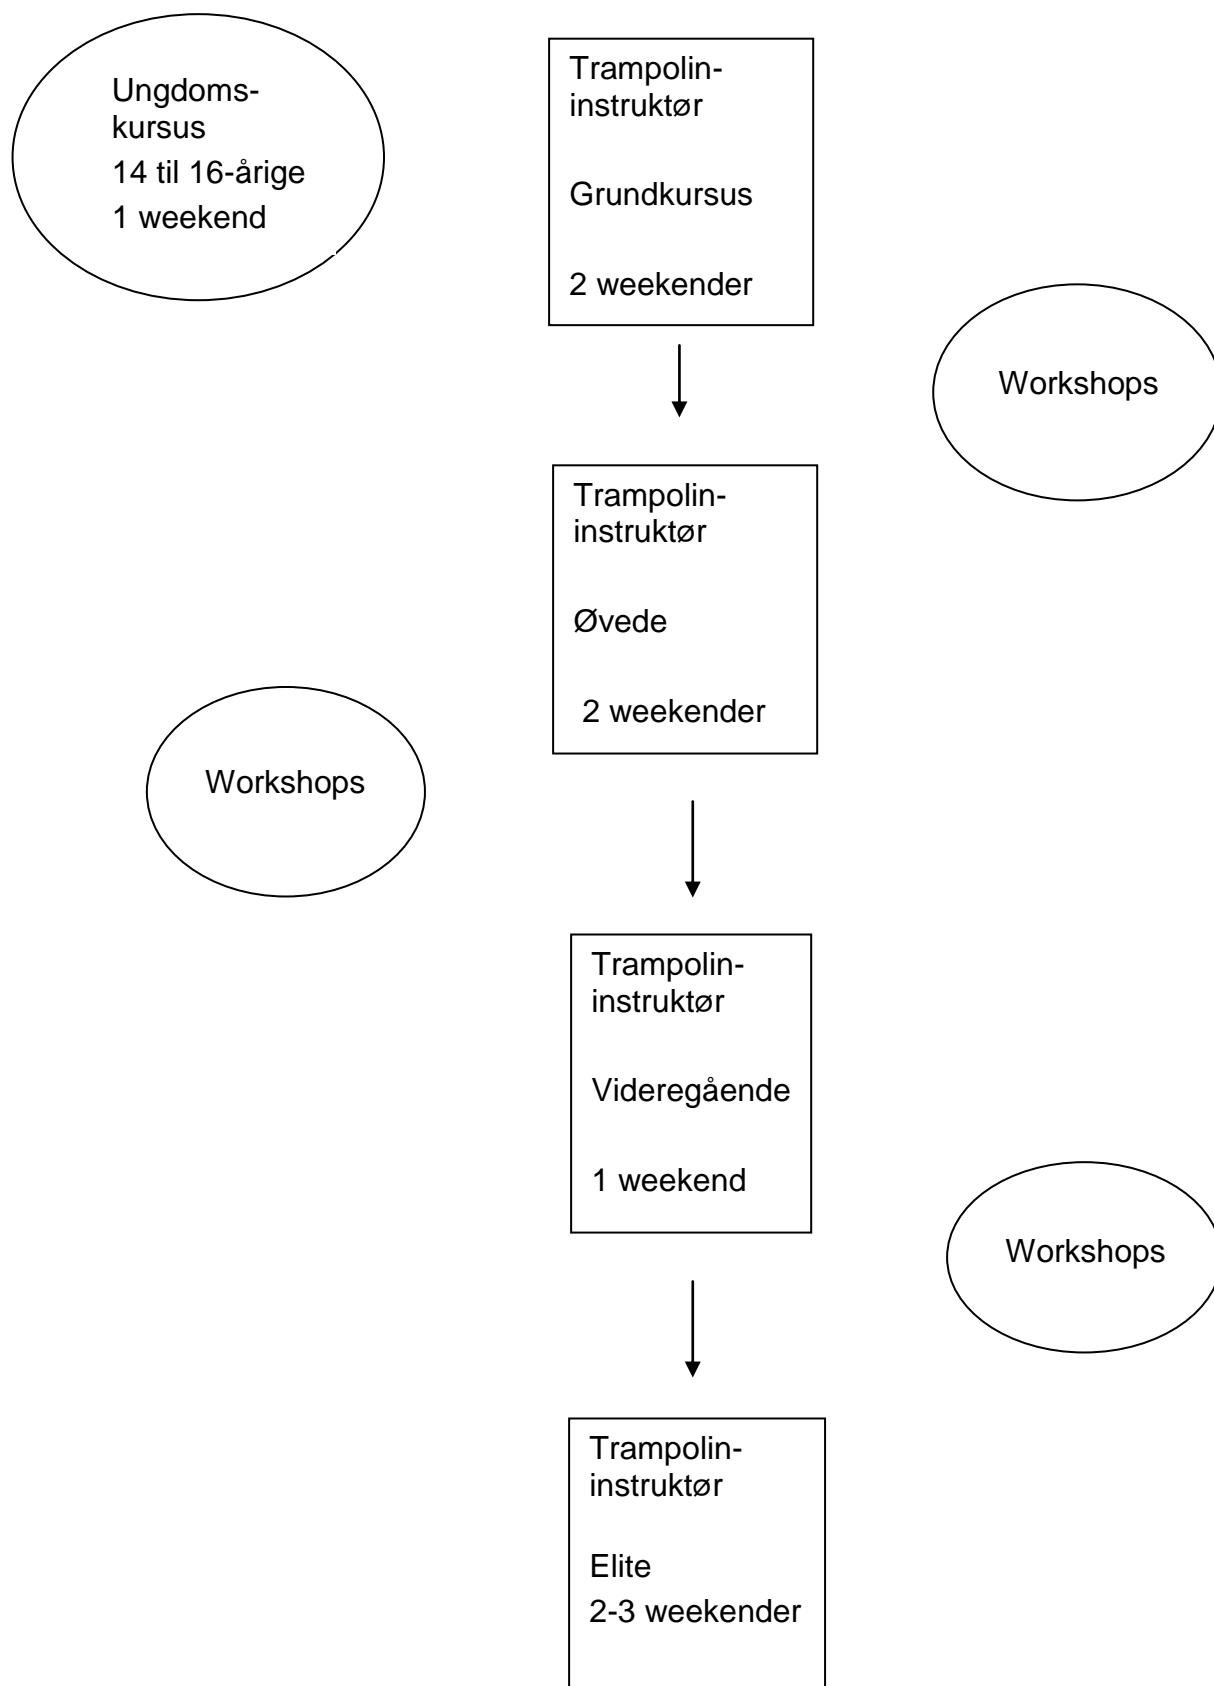 Ungdoms-
kursus
14 til 16-årige
1 weekend
Trampolin-
instruktør
Grundkursus
2 weekender
Workshops
Trampolin-
instruktør
Øvede
2 weekender
Workshops
Trampolin-
instruktør
Videregående
1 weekend
Workshops
Trampolin-
instruktør
Elite
2-3 weekender